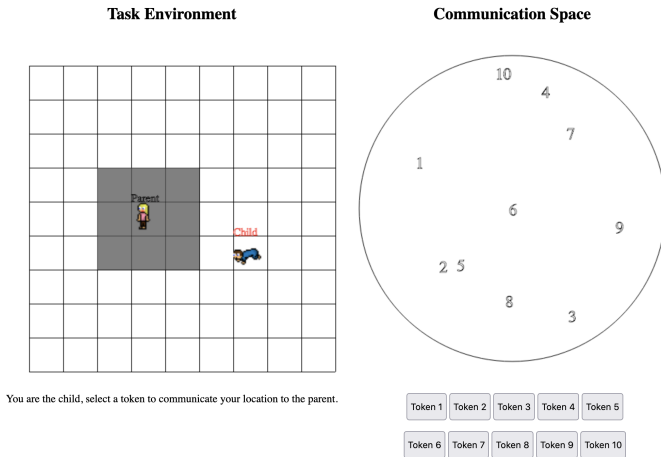 Task Environment
Communication Space
10
4
7
1
Parent
6
9
Child
2 5
8
3
You are the child, select a token to communicate your location to the parent.
Token 1 Token 2 Token 3 Token 4 Token 5
Token 6 Token 7 Token 8 Token 9 Token 10